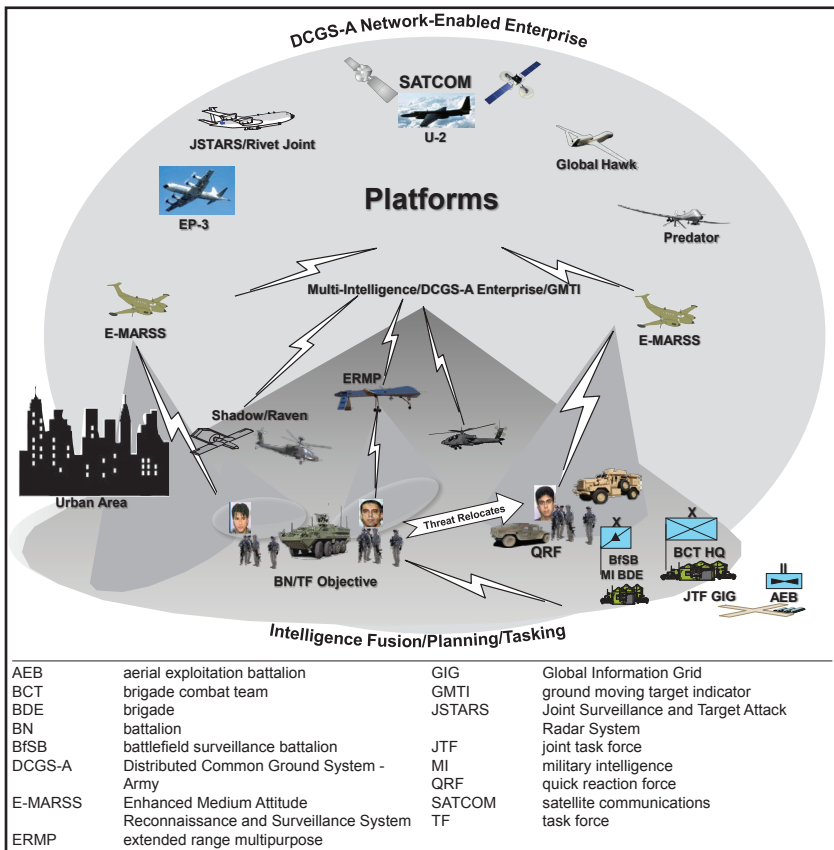 DCGS-A Network-Enabled Enterprise
SATCOM
U-2
JSTARS/Rivet Joint
Global Hawk
EP-3
Platforms
Predator
Multi-Intelligence/DCGS-A Enterprise/GMTI
E-MARSS
E-MARSS
ERMP
Shadow/Raven
Urban Area
Threat Relocates
QRF
BN/TF Objective
X
BfSB
MI BDE
X
BCT HQ
JTF GIG
II
AEB
Intelligence Fusion/Planning/Tasking
AEB aerial exploitation battalion
BCT brigade combat team
BDE brigade
BN battalion
BfSB battlefield surveillance battalion
DCGS-A Distributed Common Ground System -
Army
E-MARSS Enhanced Medium Attitude
Reconnaissance and Surveillance System
ERMP extended range multipurpose
GIG Global Information Grid
GMTI ground moving target indicator
JSTARS Joint Surveillance and Target Attack
Radar System
JTF joint task force
MI military intelligence
QRF quick reaction force
SATCOM satellite communications
TF task force